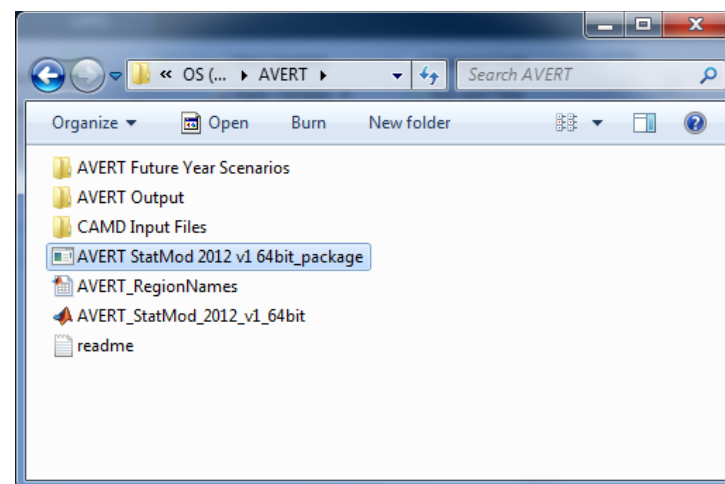 « OS (... ▸ AVERT ▸ Search AVERT
Organize ▾ Open Burn New folder
AVERT Future Year Scenarios
AVERT Output
CAMD Input Files
AVERT StatMod 2012 v1 64bit_package
AVERT_RegionNames
AVERT_StatMod_2012_v1_64bit
readme